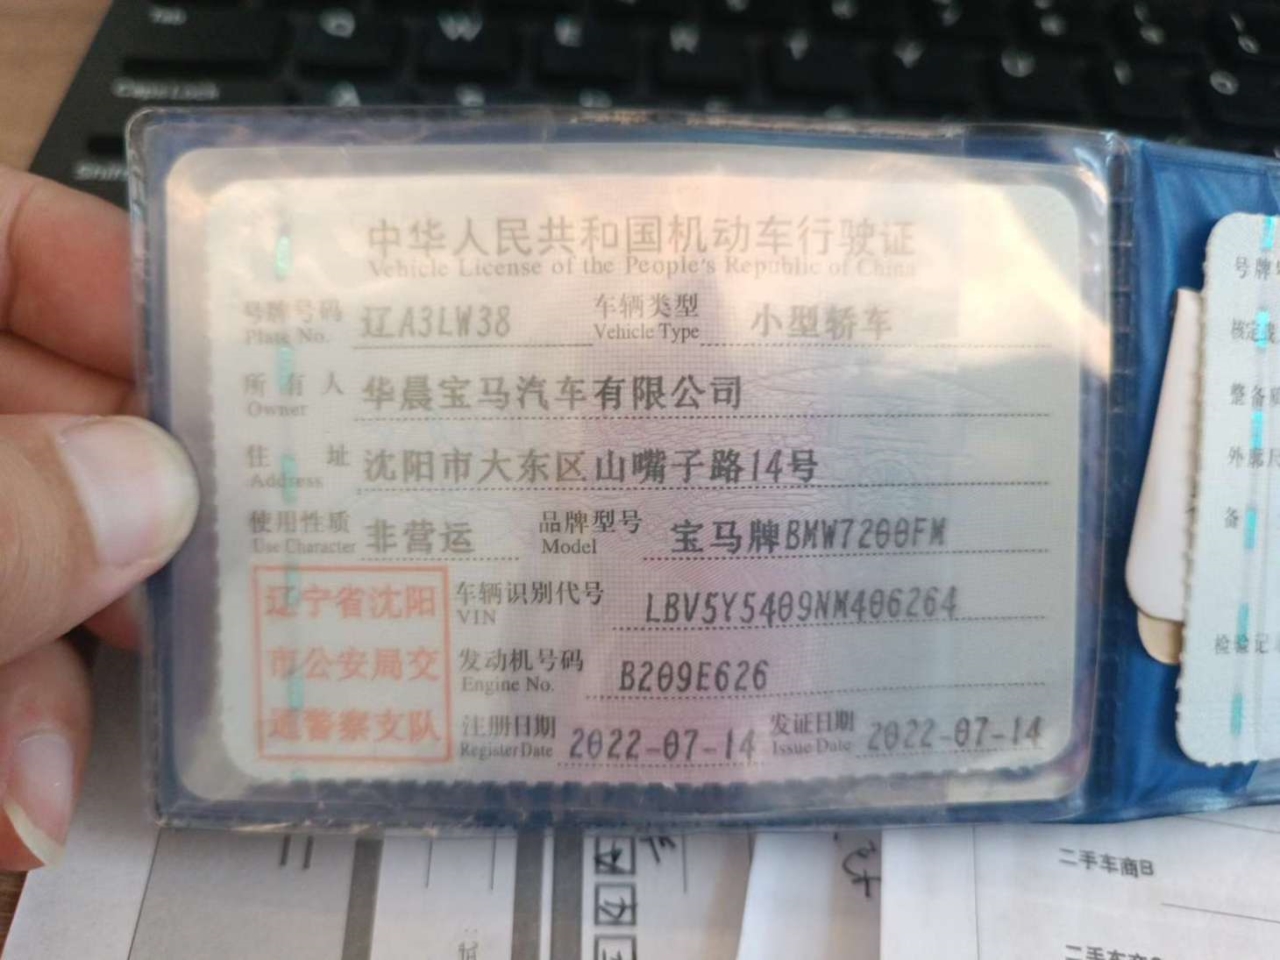 中华人民共和国机动车行驶证
Vehicle License of the People's Republic of China
号牌号码 辽A3LW38 车辆类型 小型轿车
Plate No. Vehicle Type
所有人 华晨宝马汽车有限公司
Owner
住址 沈阳市大东区山嘴子路14号
Address
使用性质 非营运 品牌型号 宝马牌BMW7200FM
Use Character Model
辽宁省沈阳
市公安局交
通警察支队
车辆识别代号 LBV5Y5409NM406264
VIN
发动机号码 B209E626
Engine No.
注册日期 2022-07-14 发证日期 2022-07-14
Register Date Issue Date
号牌
核定
整备
外廓
备
检验记
二手车商B
Q W E R Y
A